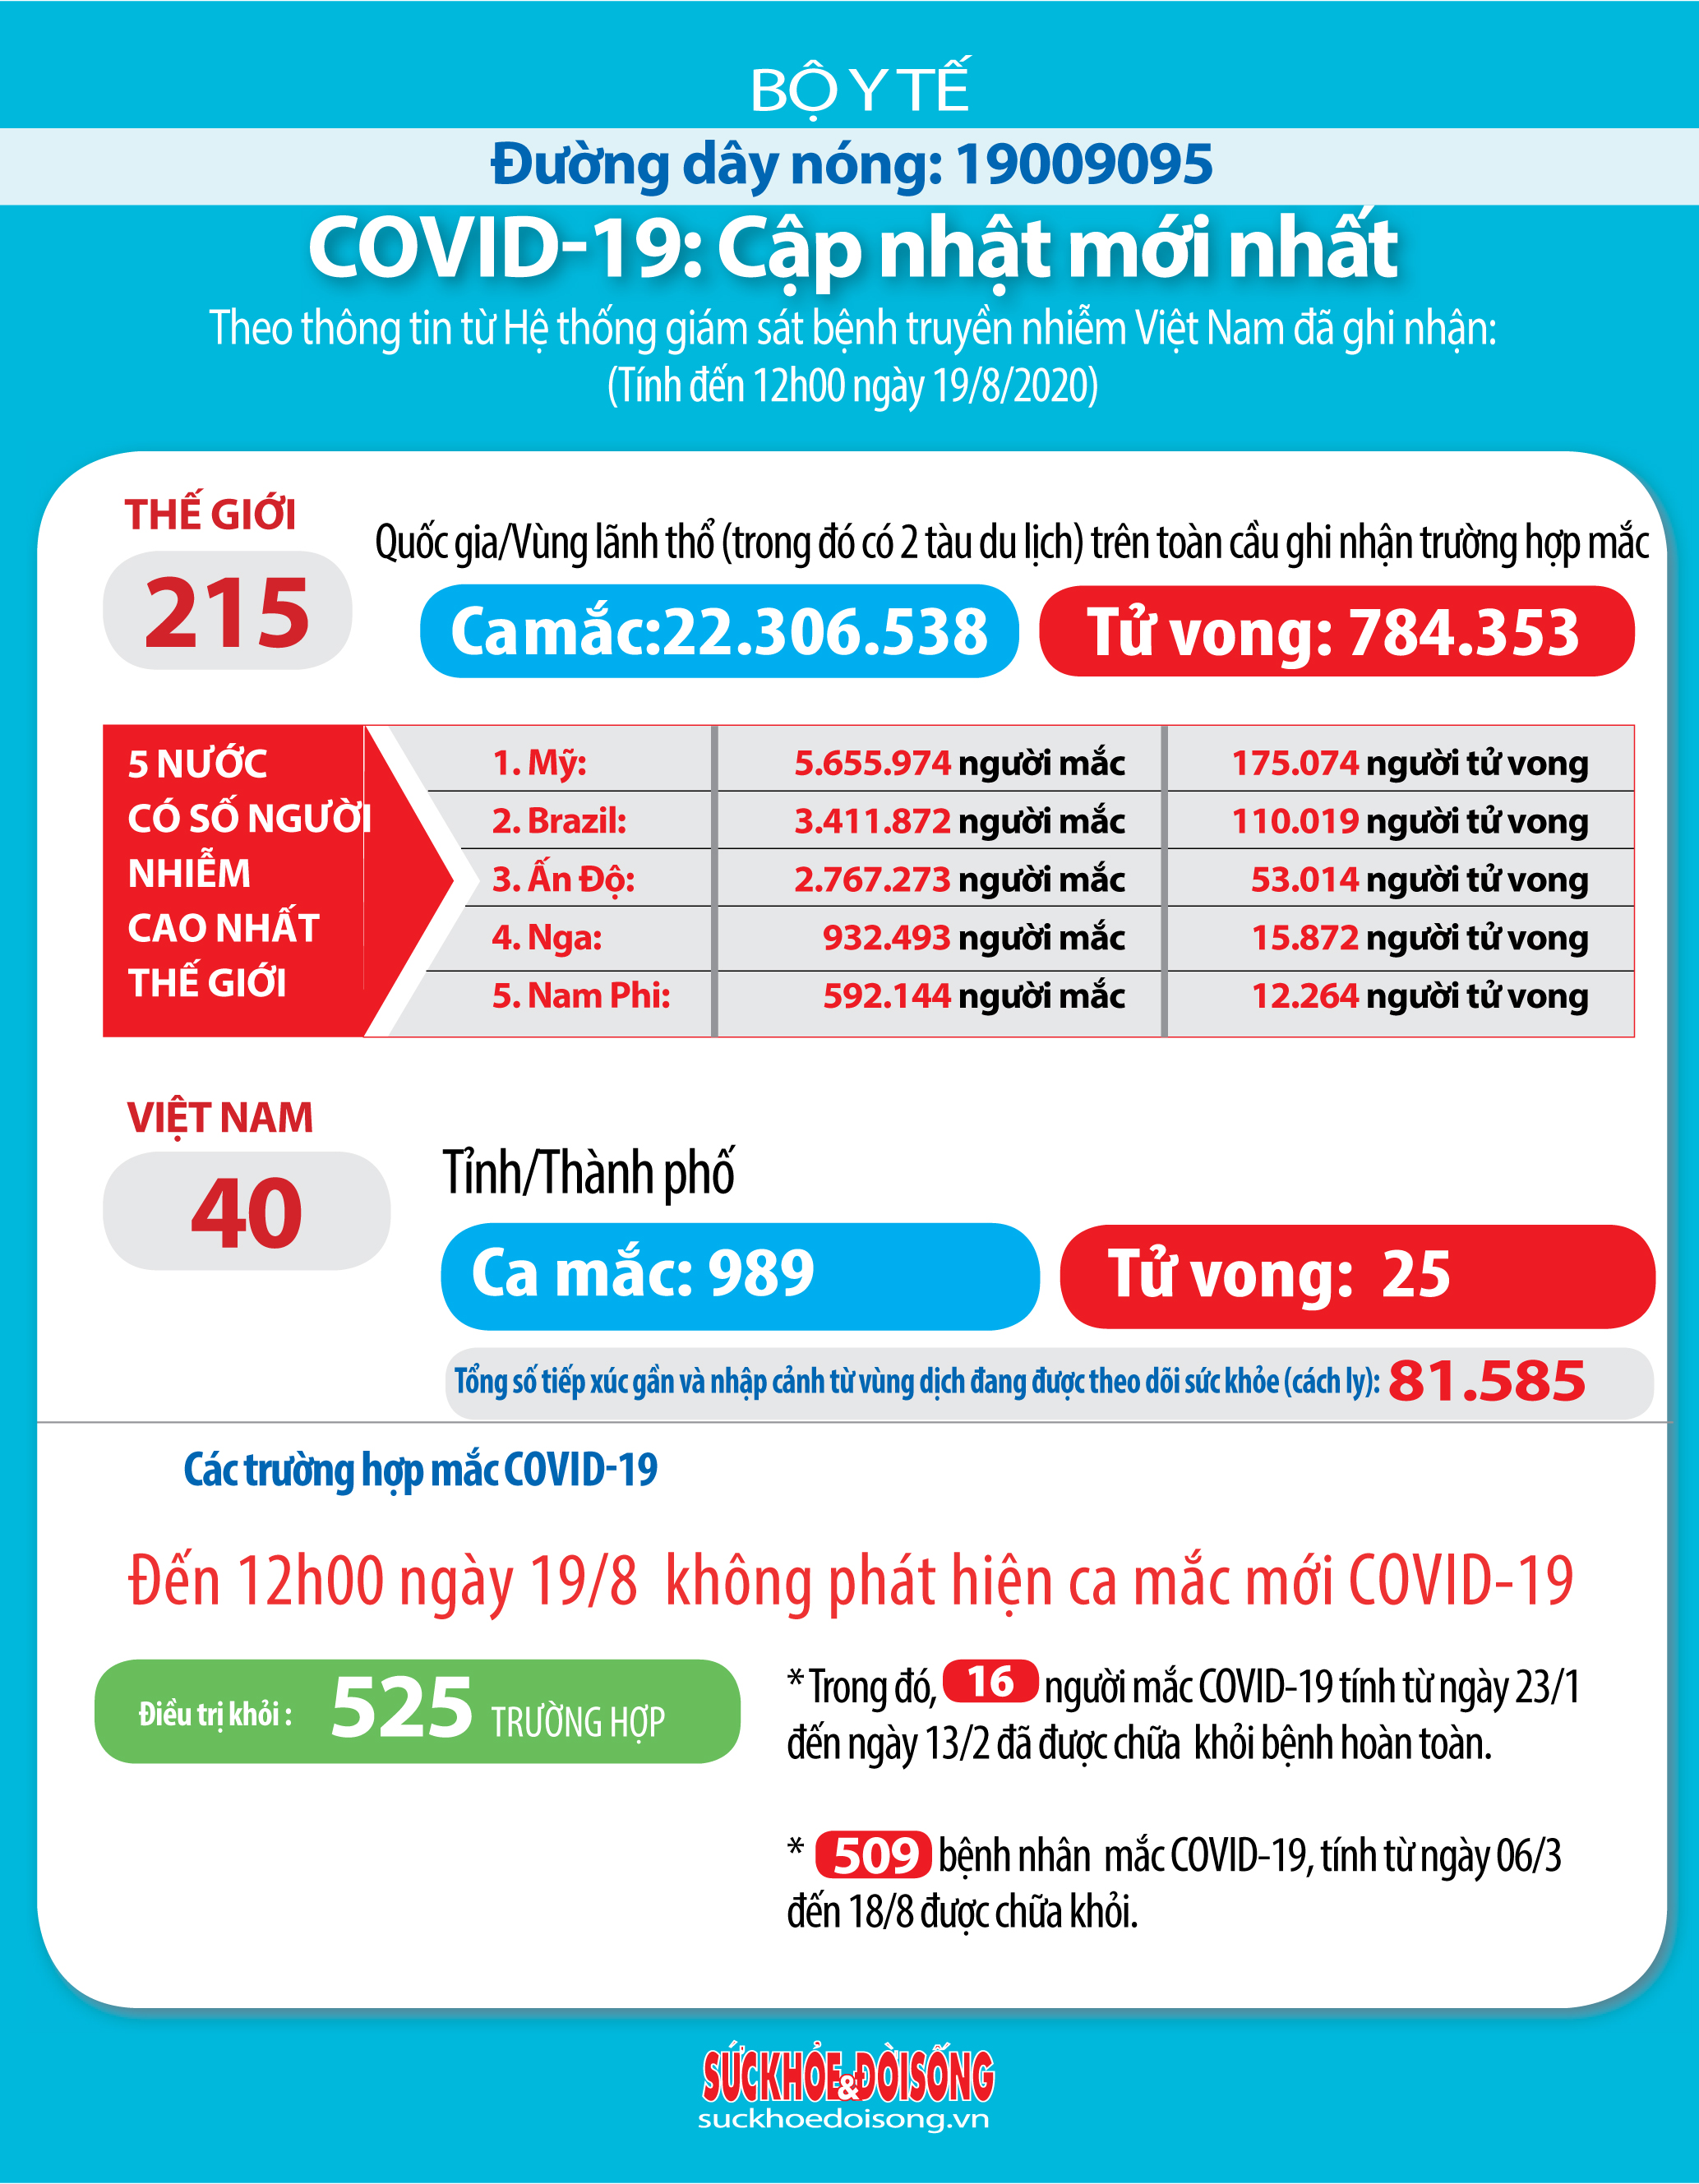 BỘ Y TẾ
Đường dây nóng: 19009095
COVID-19: Cập nhật mới nhất
Theo thông tin từ Hệ thống giám sát bệnh truyền nhiễm Việt Nam đã ghi nhận:
(Tính đến 12h00 ngày 19/8/2020)
THẾ GIỚI
215
Quốc gia/Vùng lãnh thổ (trong đó có 2 tàu du lịch) trên toàn cầu ghi nhận trường hợp mắc
Ca mắc:22.306.538
Tử vong: 784.353
5 NƯỚC
CÓ SỐ NGƯỜI
NHIỄM
CAO NHẤT
THẾ GIỚI
1. Mỹ: 5.655.974 người mắc 175.074 người tử vong
2. Brazil: 3.411.872 người mắc 110.019 người tử vong
3. Ấn Độ: 2.767.273 người mắc 53.014 người tử vong
4. Nga: 932.493 người mắc 15.872 người tử vong
5. Nam Phi: 592.144 người mắc 12.264 người tử vong
VIỆT NAM
40
Tỉnh/Thành phố
Ca mắc: 989
Tử vong: 25
Tổng số tiếp xúc gần và nhập cảnh từ vùng dịch đang được theo dõi sức khỏe (cách ly): 81.585
Các trường hợp mắc COVID-19
Đến 12h00 ngày 19/8 không phát hiện ca mắc mới COVID-19
Điều trị khỏi : 525 TRƯỜNG HỢP
* Trong đó, 16 người mắc COVID-19 tính từ ngày 23/1
đến ngày 13/2 đã được chữa khỏi bệnh hoàn toàn.
* 509 bệnh nhân mắc COVID-19, tính từ ngày 06/3
đến 18/8 được chữa khỏi.
SỨC KHỎE & ĐỜI SỐNG
suckhoedoisong.vn